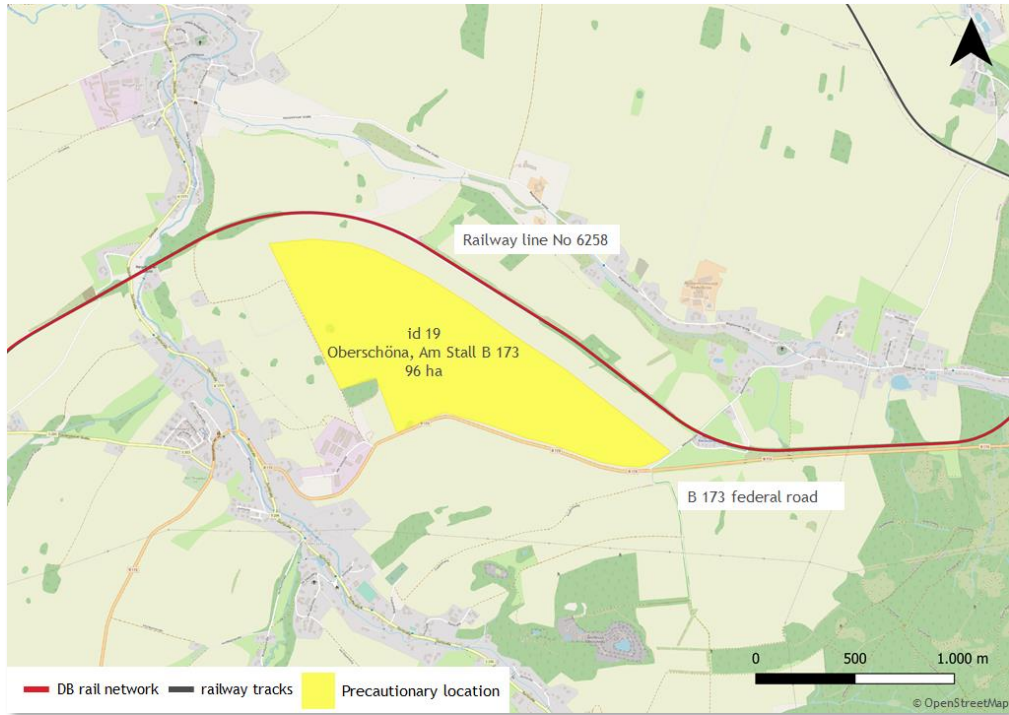 Railway line No 6258
id 19
Oberschöna, Am Stall B 173
96 ha
B 173 federal road
0 500 1.000 m
DB rail network railway tracks Precautionary location
© OpenStreetMap